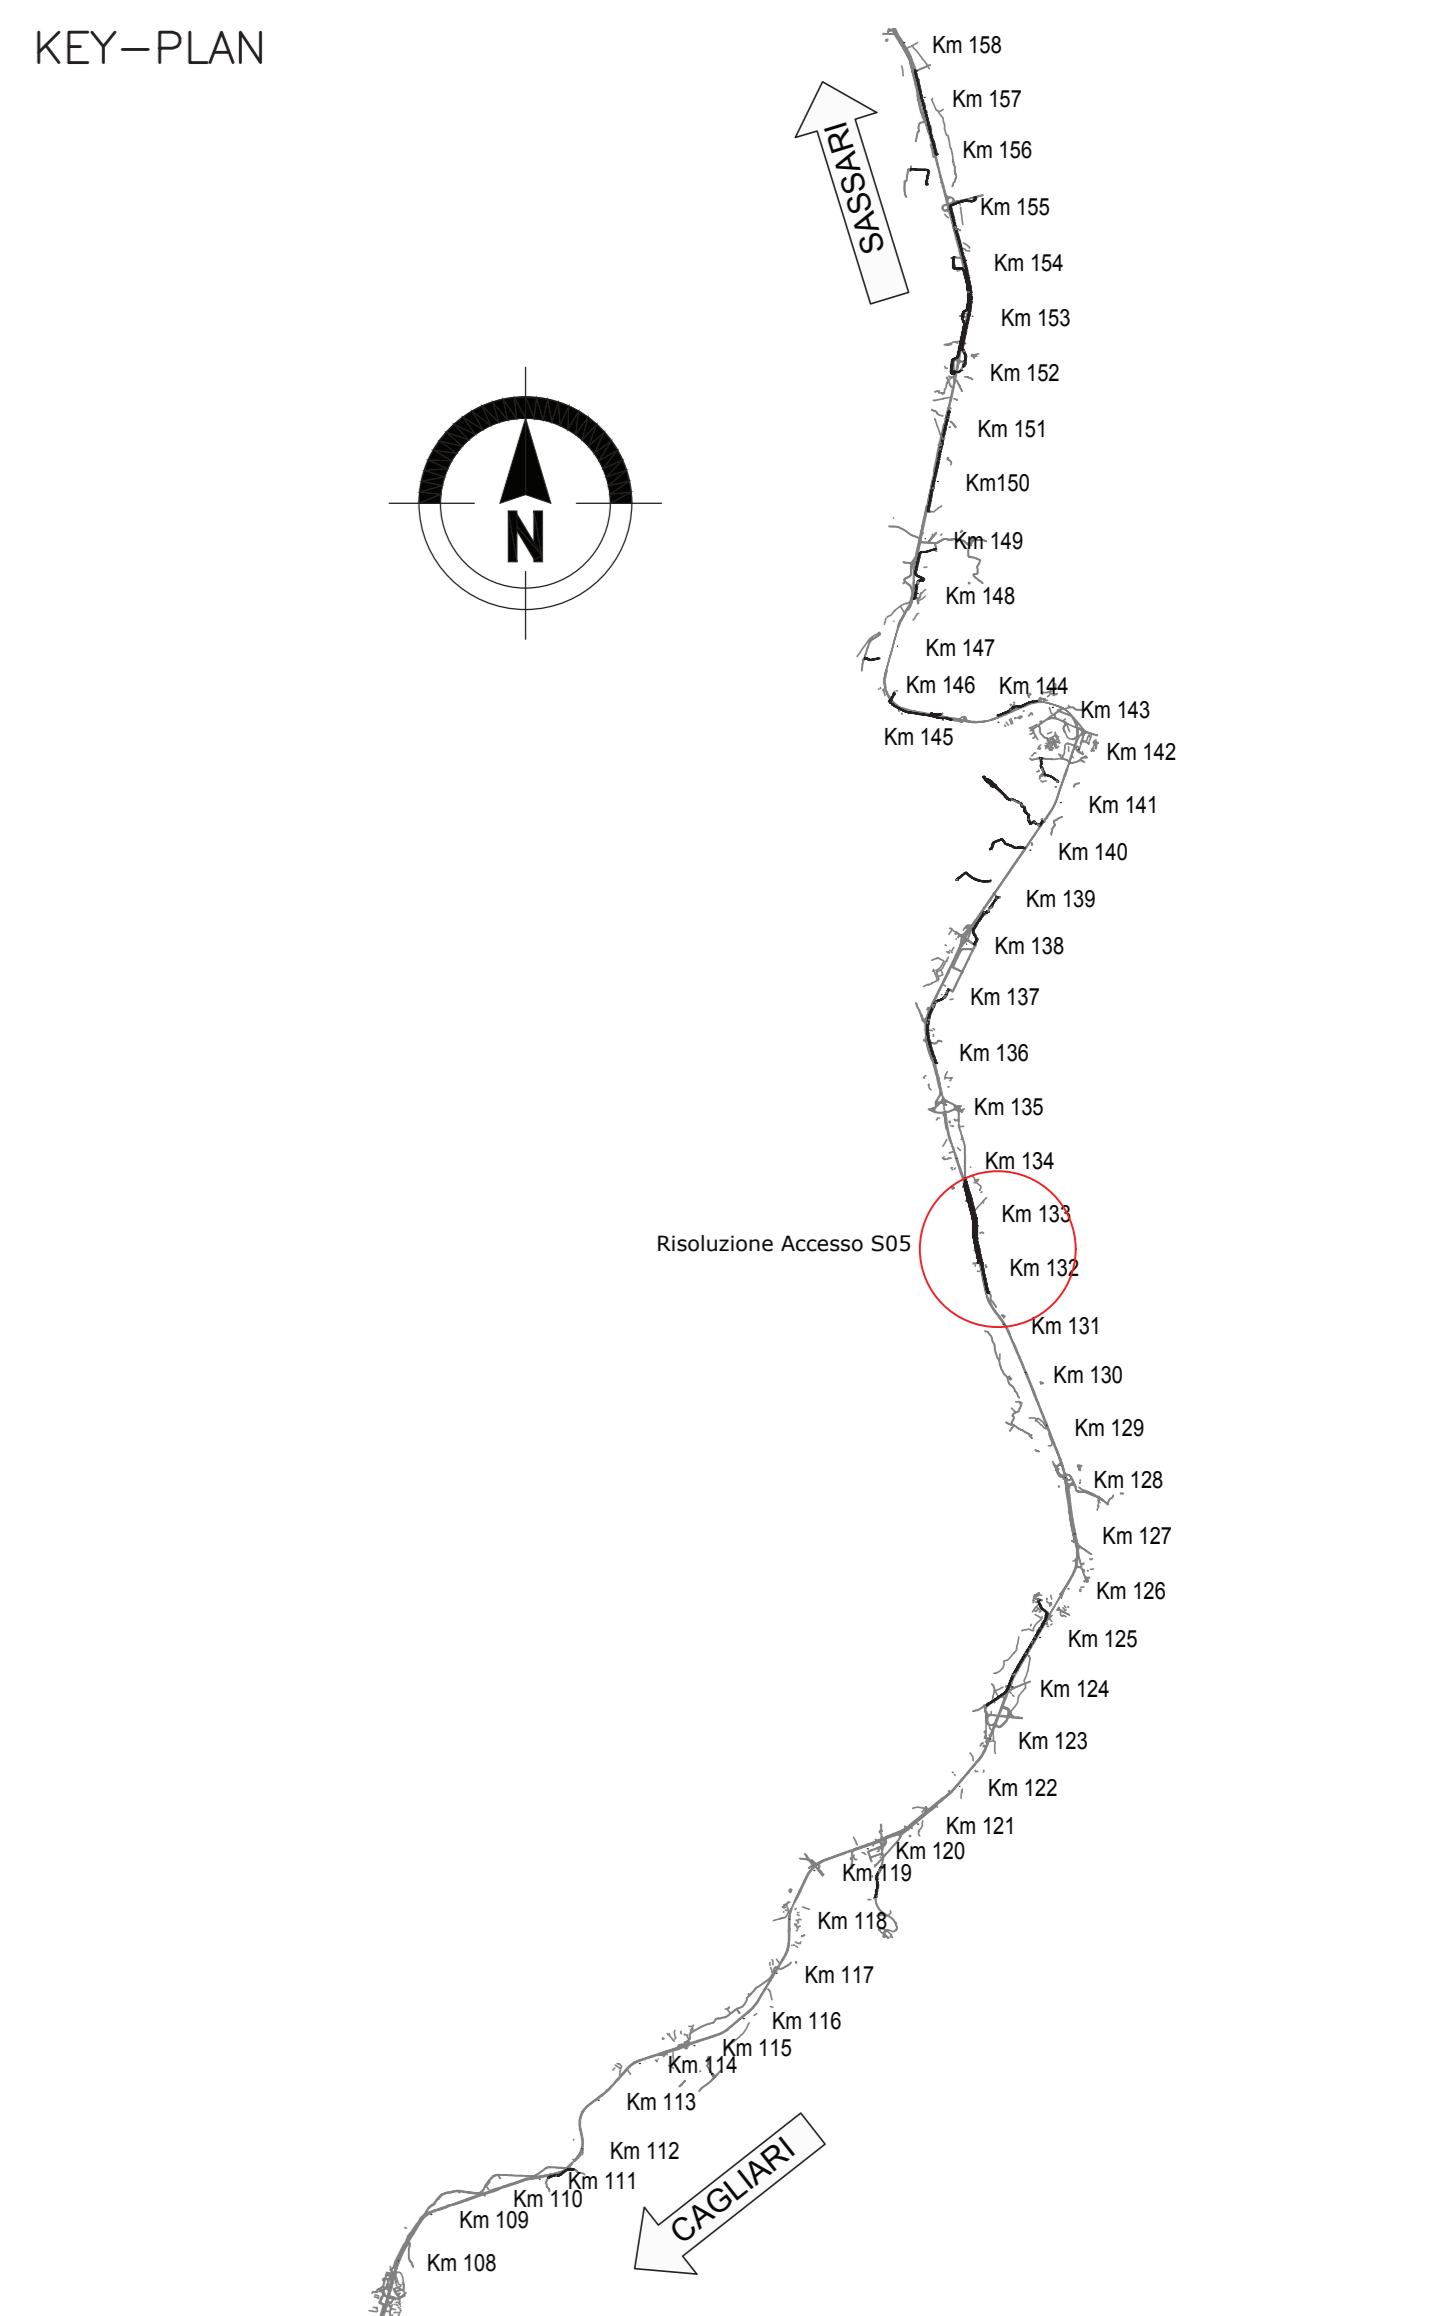 KEY-PLAN
Km 158
Km 157
SASSARI
Km 156
Km 155
Km 154
Km 153
Km 152
Km 151
Km150
N
Km 149
Km 148
Km 147
Km 146
Km 144
Km 143
Km 145
Km 142
Km 141
Km 140
Km 139
Km 138
Km 137
Km 136
Km 135
Km 134
Km 133
Risoluzione Accesso S05
Km 132
Km 131
Km 130
Km 129
Km 128
Km 127
Km 126
Km 125
Km 124
Km 123
Km 122
Km 121
Km 120
Km 119
Km 118
Km 117
Km 116
Km 115
Km 114
Km 113
Km 112
CAGLIARI
Km 111
Km 110
Km 109
Km 108